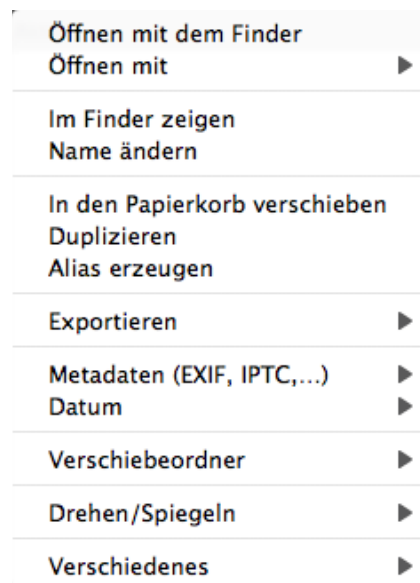 Öffnen mit dem Finder
Öffnen mit
Im Finder zeigen
Name ändern
In den Papierkorb verschieben
Duplizieren
Alias erzeugen
Exportieren
Metadaten (EXIF, IPTC,...)
Datum
Verschiebeordner
Drehen/Spiegeln
Verschiedenes